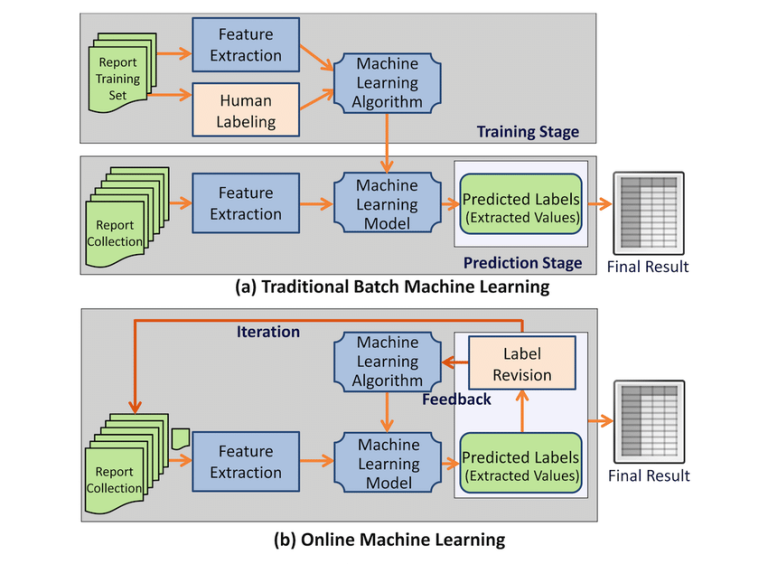 Report
Training
Set
Feature
Extraction
Human
Labeling
Machine
Learning
Algorithm
Training Stage
Report
Collection
Feature
Extraction
Machine
Learning
Model
Predicted Labels
(Extracted Values)
Prediction Stage
Final Result
(a) Traditional Batch Machine Learning
Iteration
Machine
Learning
Algorithm
Label
Revision
Feedback
Report
Collection
Feature
Extraction
Machine
Learning
Model
Predicted Labels
(Extracted Values)
Final Result
(b) Online Machine Learning